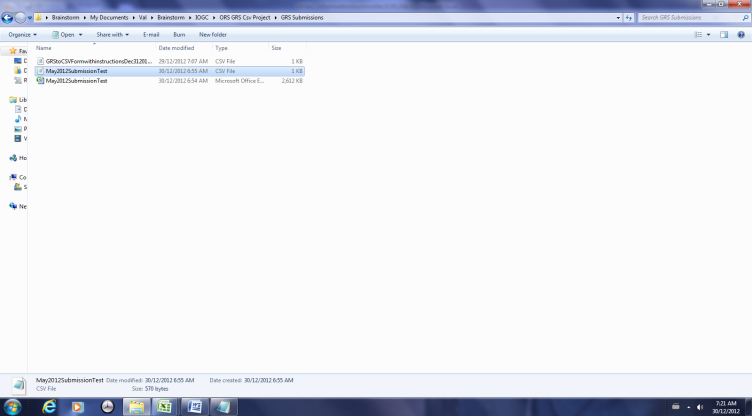 Brainstorm ▸ My Documents ▸ Val ▸ Brainstorm ▸ IOGC ▸ ORS GRS Csv Project ▸ GRS Submissions
Search GRS Submissions
Organize Open Share with E-mail Burn New folder
Name Date modified Type Size
GRStoCSVFormwithinstructionsDec31201... 29/12/2012 7:07 AM CSV File 1 KB
May2012SubmissionTest 30/12/2012 6:55 AM CSV File 1 KB
May2012SubmissionTest 30/12/2012 6:54 AM Microsoft Office E... 2,612 KB
Fav
D
D
R
Lib
D
M
P
V
Ho
Co
S
Ne
May2012SubmissionTest Date modified: 30/12/2012 6:55 AM Date created: 30/12/2012 6:55 AM
CSV File Size: 570 bytes
7:21 AM
30/12/2012